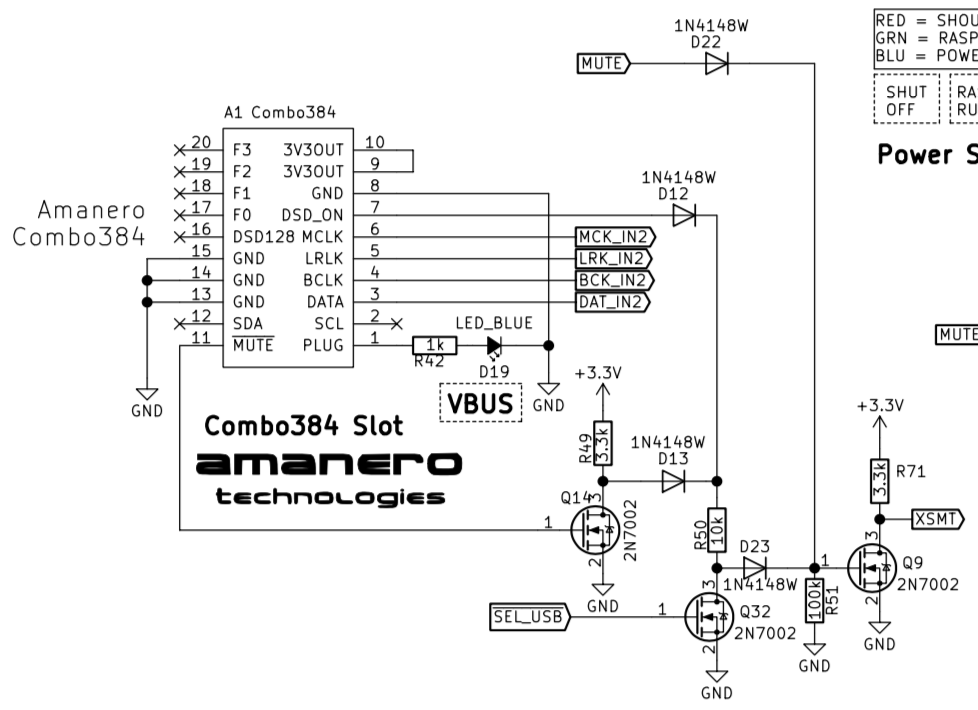 1N4148W
D22
MUTE
RED = SHOU
GRN = RASP
BLU = POWE
SHUT
OFF
RA
RU
Power S
A1 Combo384
Amanero
Combo384
20 F3 3V3OUT 10
19 F2 3V3OUT 9
18 F1 GND 8
17 F0 DSD_ON 7
16 DSD128 MCLK 6
15 GND LRLK 5
14 GND BCLK 4
13 GND DATA 3
12 SDA SCL 2
11 MUTE PLUG 1
1N4148W
D12
MCK_IN2
LRK_IN2
BCK_IN2
DAT_IN2
MUTE
1k
R42
LED_BLUE
D19
VBUS
GND
GND
Combo384 Slot
amanero
technologies
+3.3V
R49
3.3k
1N4148W
D13
Q14
3
1
2
2N7002
GND
R50
10k
D23
1N4148W
SEL_USB
1
3
2
Q32
2N7002
GND
100k
R51
GND
+3.3V
3.3k
R71
XSMT
1
3
2
Q9
2N7002
GND